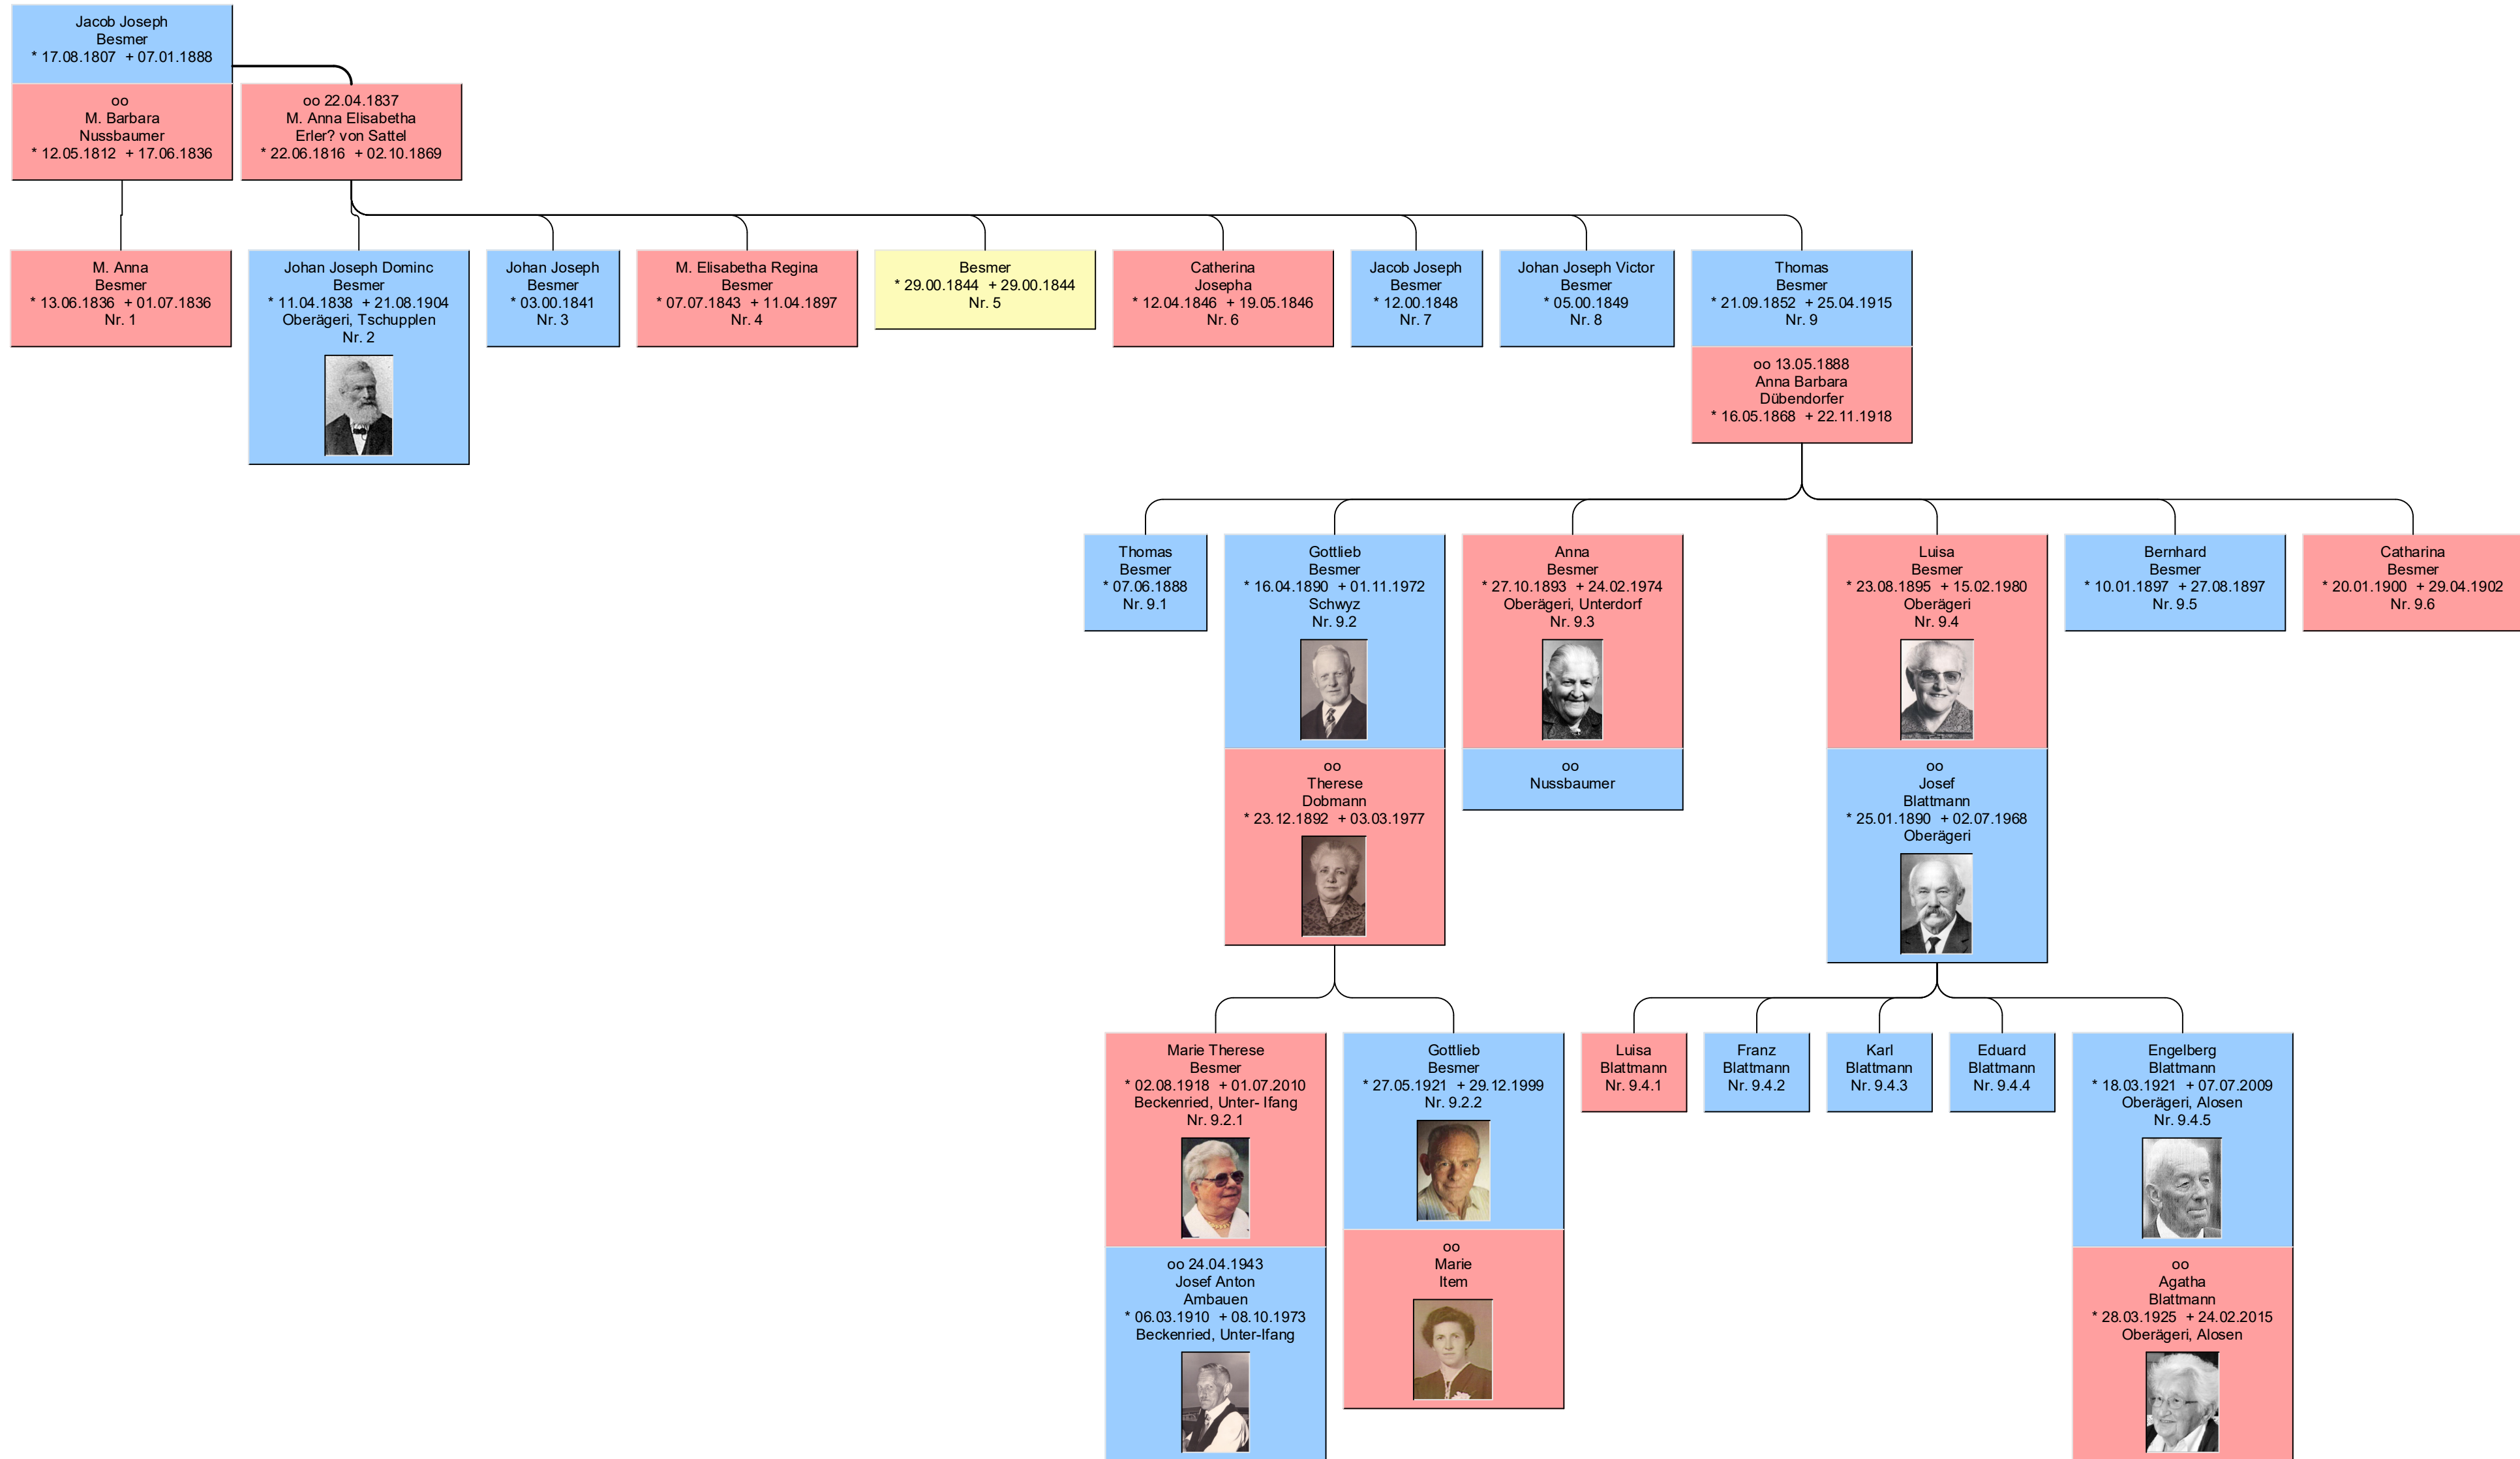 Jacob Joseph
Besmer
* 17.08.1807 + 07.01.1888
oo
M. Barbara
Nussbaumer
* 12.05.1812 + 17.06.1836
oo 22.04.1837
M. Anna Elisabetha
Erler? von Sattel
* 22.06.1816 + 02.10.1869
M. Anna
Besmer
* 13.06.1836 + 01.07.1836
Nr. 1
Johan Joseph Dominc
Besmer
* 11.04.1838 + 21.08.1904
Oberägeri, Tschupplen
Nr. 2
Johan Joseph
Besmer
* 03.00.1841
Nr. 3
M. Elisabetha Regina
Besmer
* 07.07.1843 + 11.04.1897
Nr. 4
Besmer
* 29.00.1844 + 29.00.1844
Nr. 5
Catherina
Josepha
* 12.04.1846 + 19.05.1846
Nr. 6
Jacob Joseph
Besmer
* 12.00.1848
Nr. 7
Johan Joseph Victor
Besmer
* 05.00.1849
Nr. 8
Thomas
Besmer
* 21.09.1852 + 25.04.1915
Nr. 9
oo 13.05.1888
Anna Barbara
Dübendorfer
* 16.05.1868 + 22.11.1918
Thomas
Besmer
* 07.06.1888
Nr. 9.1
Gottlieb
Besmer
* 16.04.1890 + 01.11.1972
Schwyz
Nr. 9.2
oo
Therese
Dobmann
* 23.12.1892 + 03.03.1977
Anna
Besmer
* 27.10.1893 + 24.02.1974
Oberägeri, Unterdorf
Nr. 9.3
oo
Nussbaumer
Luisa
Besmer
* 23.08.1895 + 15.02.1980
Oberägeri
Nr. 9.4
oo
Josef
Blattmann
* 25.01.1890 + 02.07.1968
Oberägeri
Bernhard
Besmer
* 10.01.1897 + 27.08.1897
Nr. 9.5
Catharina
Besmer
* 20.01.1900 + 29.04.1902
Nr. 9.6
Marie Therese
Besmer
* 02.08.1918 + 01.07.2010
Beckenried, Unter- Ifang
Nr. 9.2.1
oo 24.04.1943
Josef Anton
Ambauen
* 06.03.1910 + 08.10.1973
Beckenried, Unter-Ifang
Gottlieb
Besmer
* 27.05.1921 + 29.12.1999
Nr. 9.2.2
oo
Marie
Item
Luisa
Blattmann
Nr. 9.4.1
Franz
Blattmann
Nr. 9.4.2
Karl
Blattmann
Nr. 9.4.3
Eduard
Blattmann
Nr. 9.4.4
Engelberg
Blattmann
* 18.03.1921 + 07.07.2009
Oberägeri, Alosen
Nr. 9.4.5
oo
Agatha
Blattmann
* 28.03.1925 + 24.02.2015
Oberägeri, Alosen